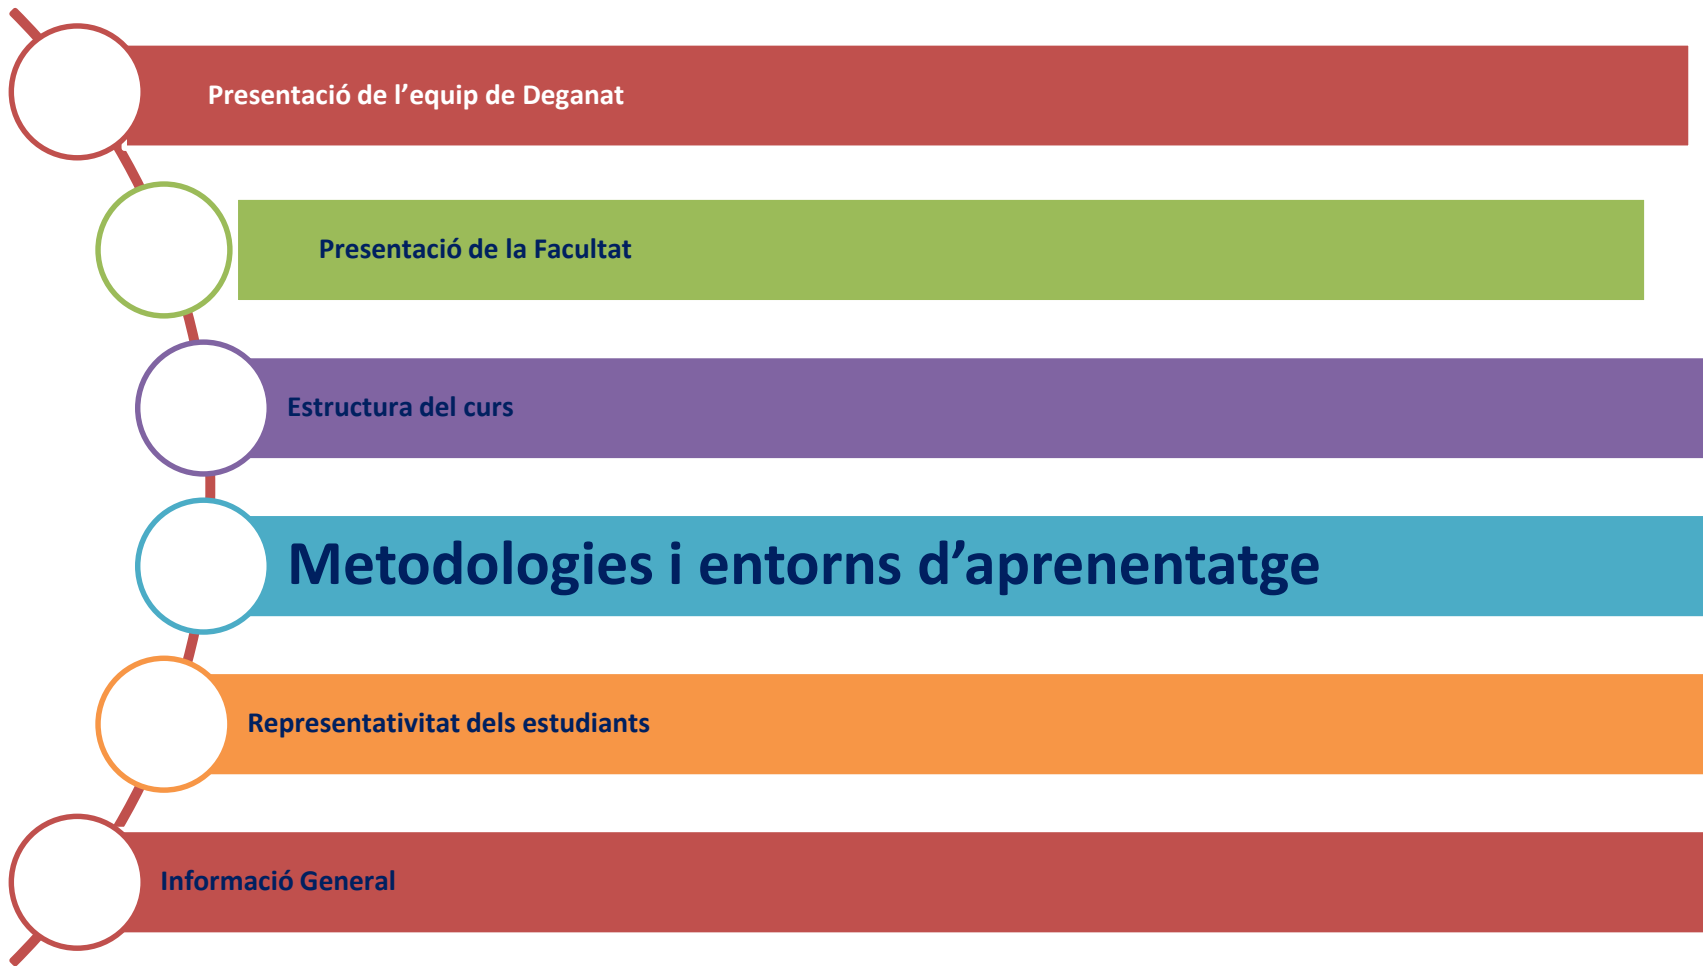 Presentació de l’equip de Deganat
Presentació de la Facultat
Estructura del curs
Metodologies i entorns d’aprenentatge
Representativitat dels estudiants
Informació General